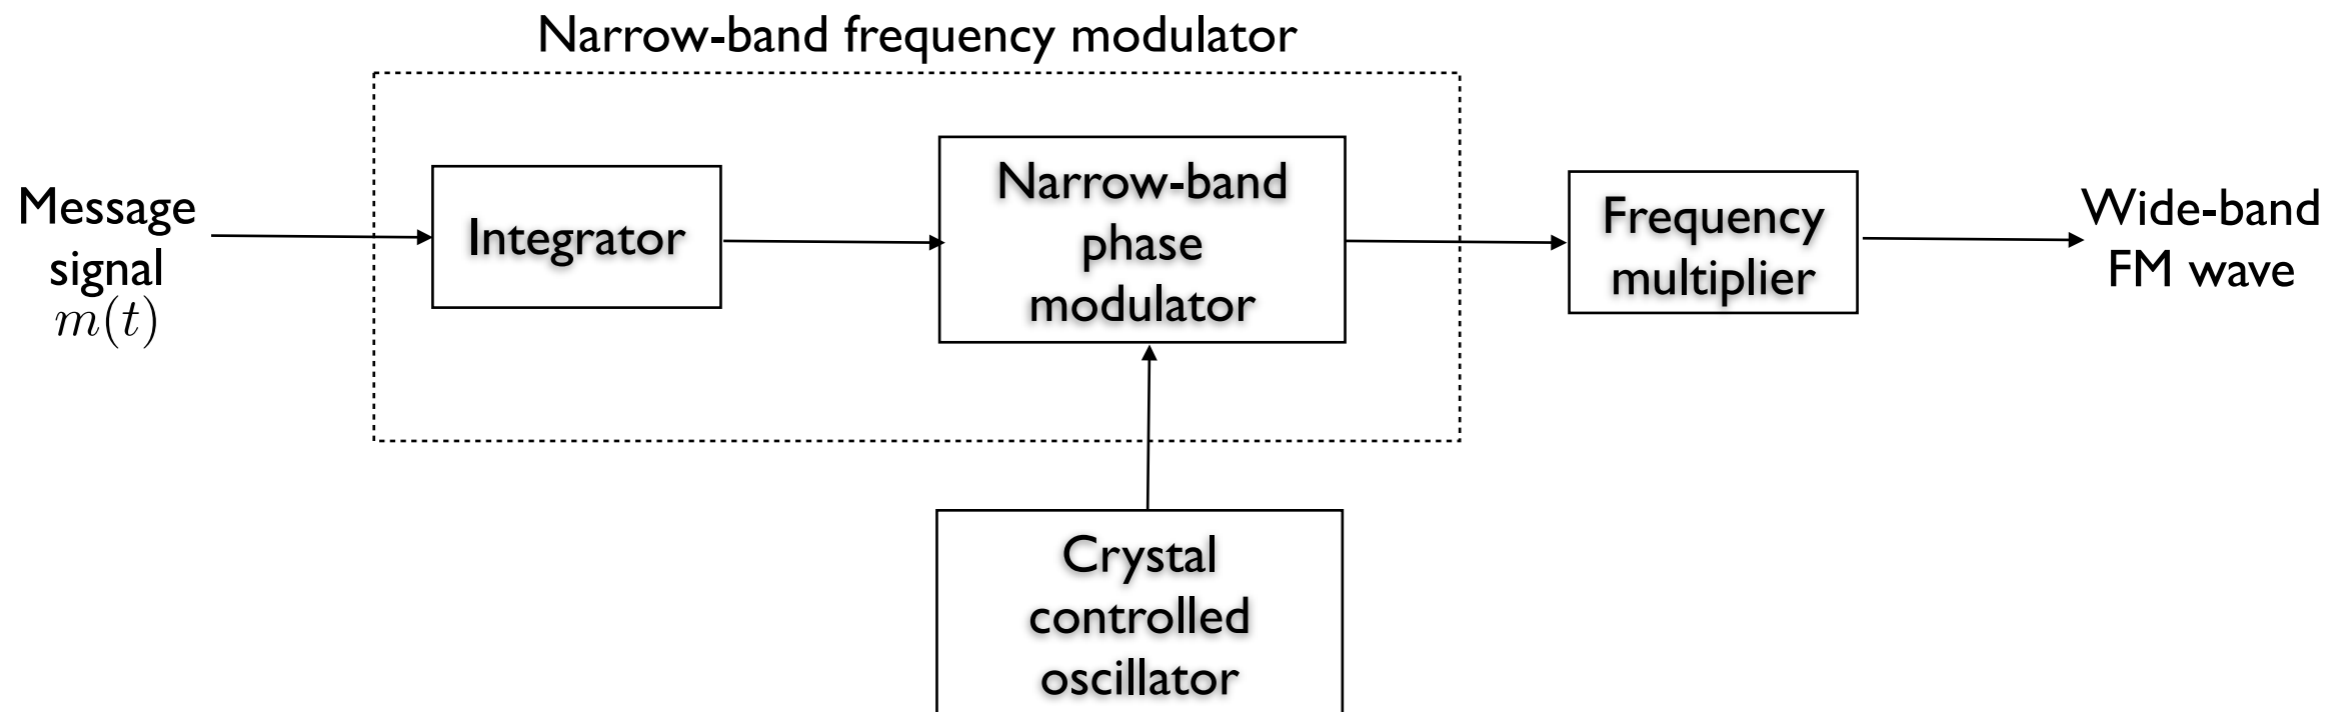 Narrow-band frequency modulator
Message
signal
m(t)
Integrator
Narrow-band
phase
modulator
Frequency
multiplier
Wide-band
FM wave
Crystal
controlled
oscillator